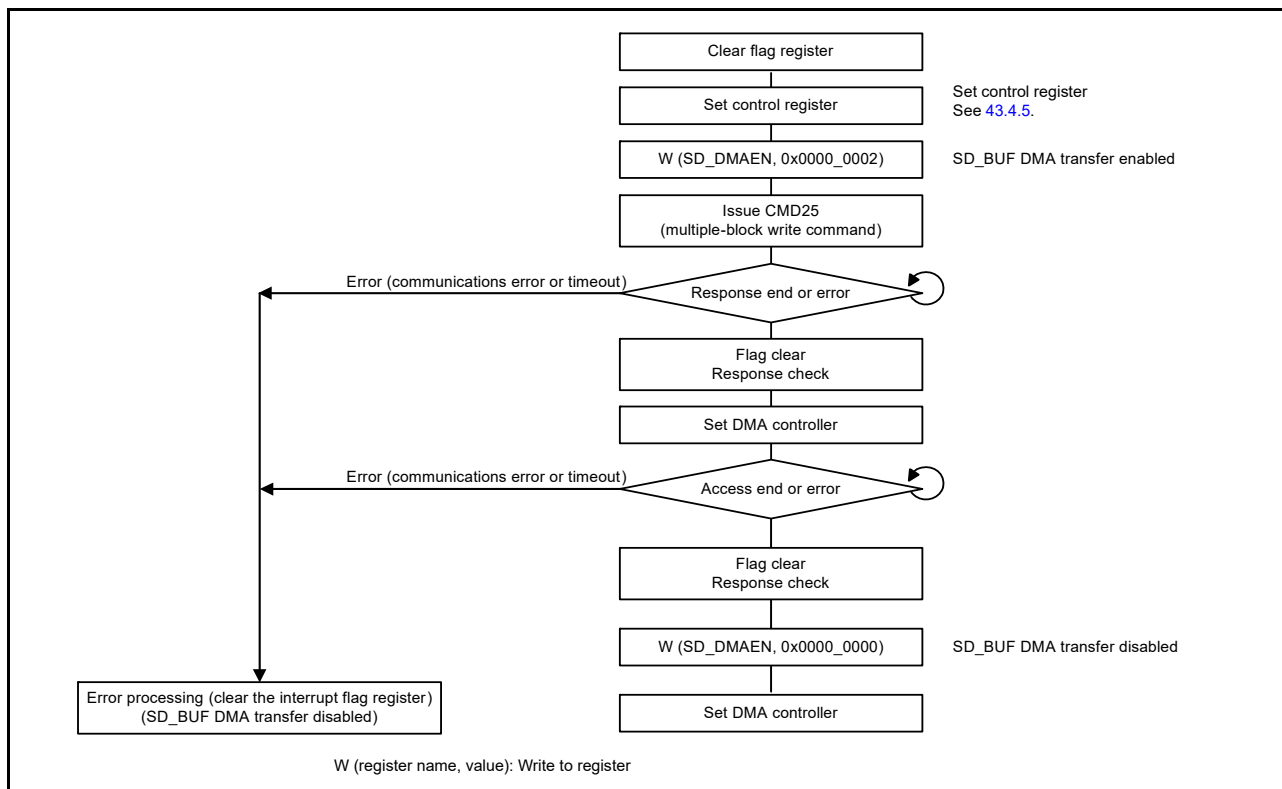 Clear flag register
Set control register
Set control register
See 43.4.5.
W (SD_DMAEN, 0x0000_0002)
SD_BUF DMA transfer enabled
Issue CMD25
(multiple-block write command)
Error (communications error or timeout)
Response end or error
Flag clear
Response check
Set DMA controller
Error (communications error or timeout)
Access end or error
Flag clear
Response check
W (SD_DMAEN, 0x0000_0000)
SD_BUF DMA transfer disabled
Error processing (clear the interrupt flag register)
(SD_BUF DMA transfer disabled)
Set DMA controller
W (register name, value): Write to register